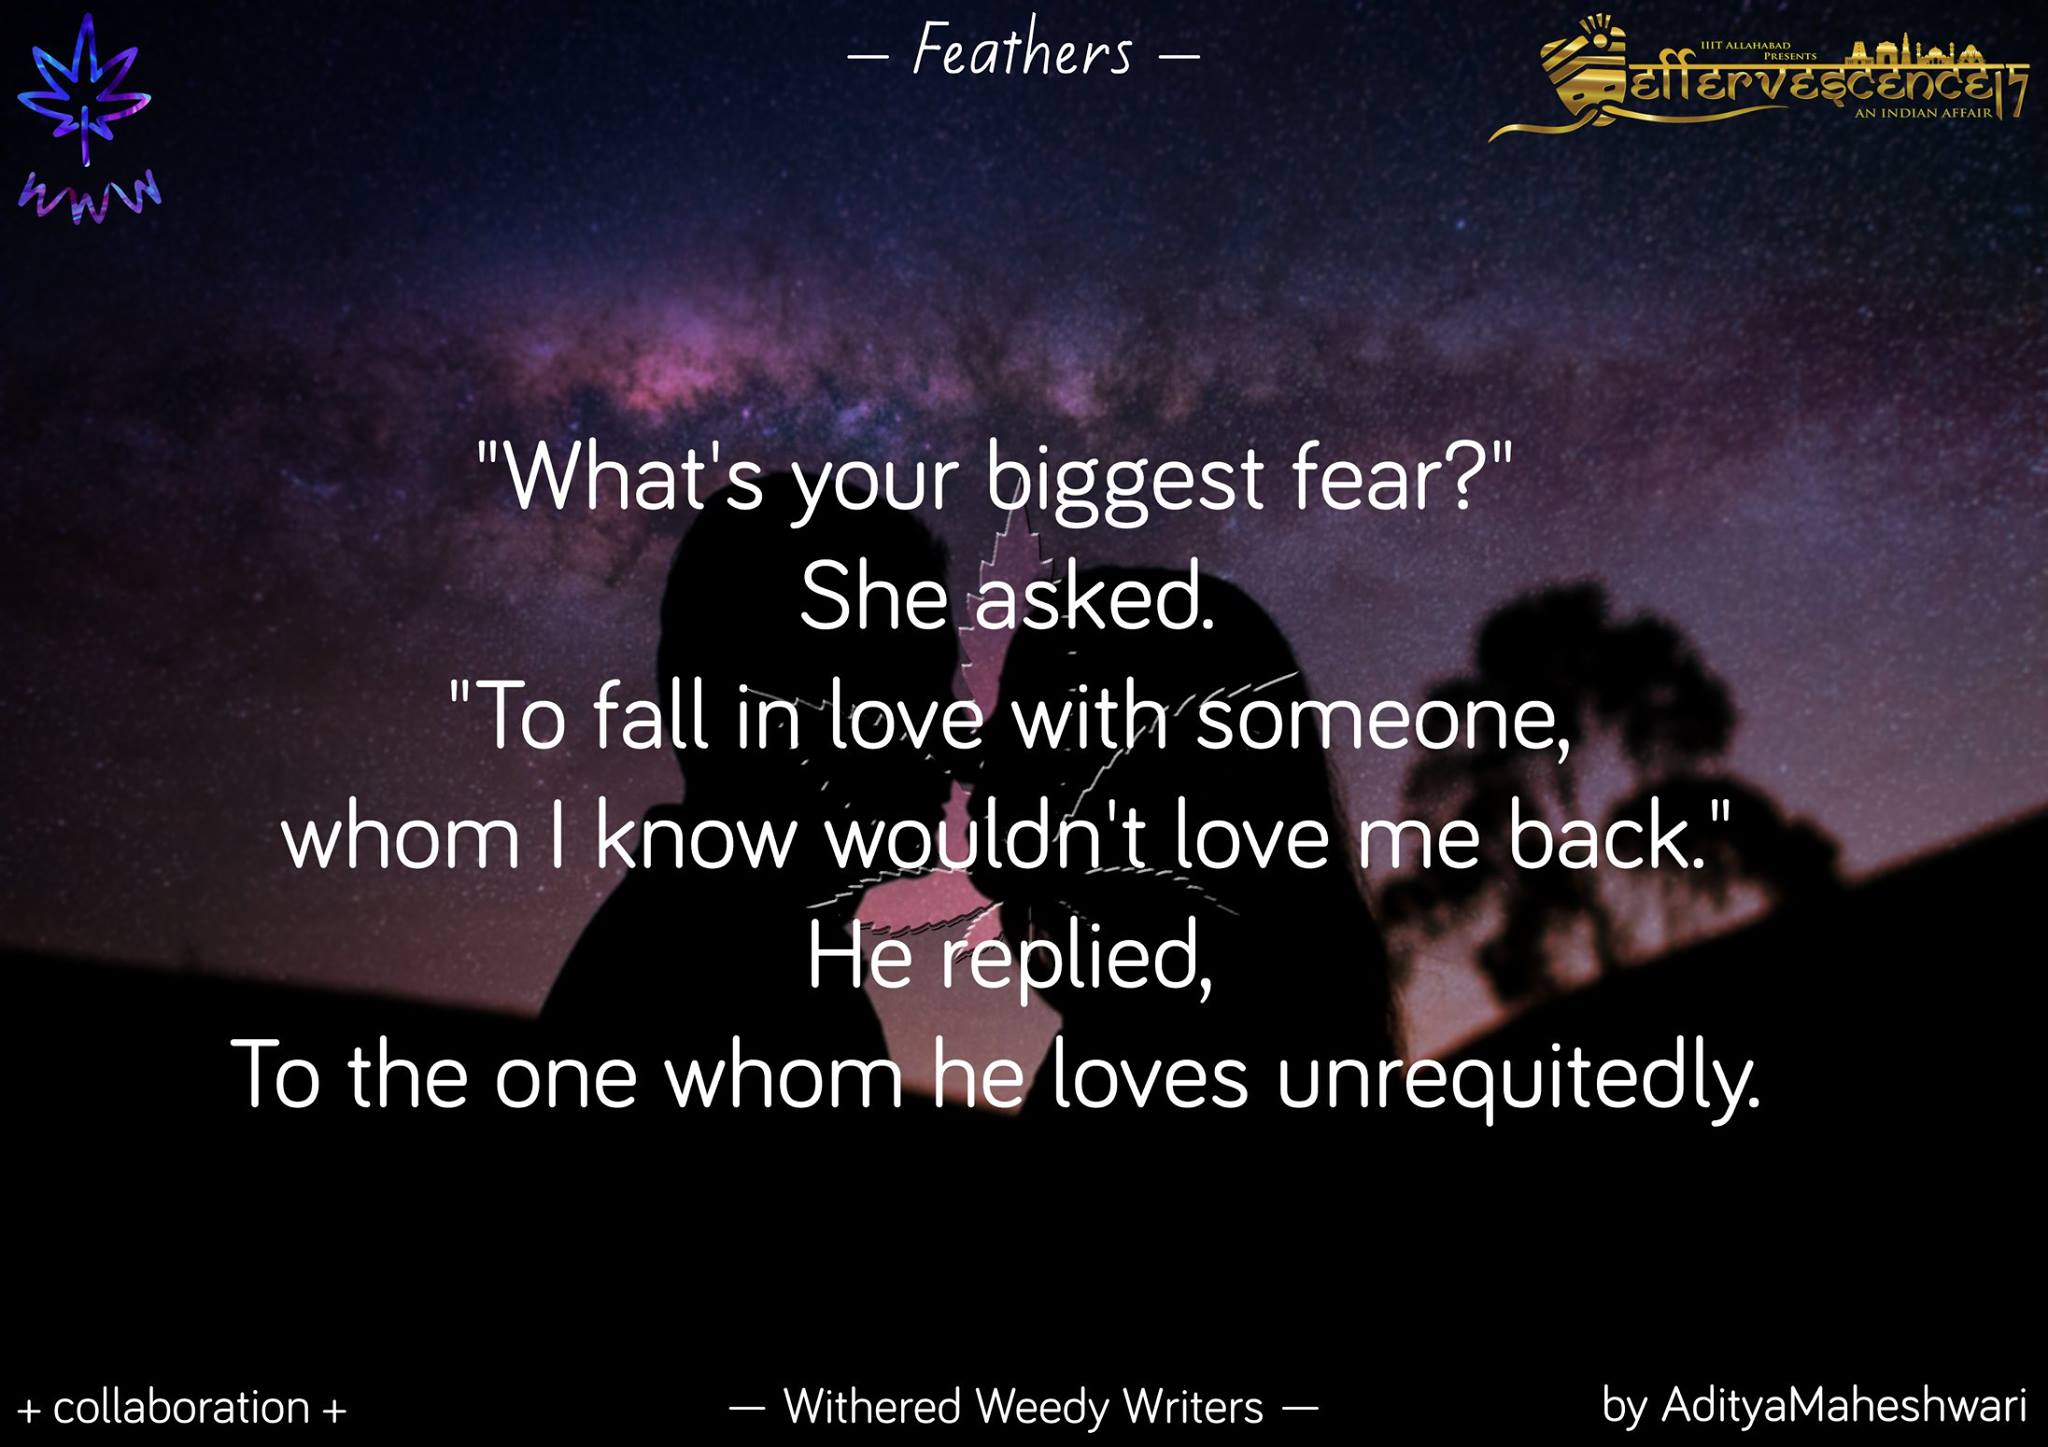 — Feathers —
WWW
IIIT ALLAHABAD
PRESENTS
effervescence१७
AN INDIAN AFFAIR
"What's your biggest fear?"
She asked.
"To fall in love with someone,
whom I know wouldn't love me back."
He replied,
To the one whom he loves unrequitedly.
+ collaboration +
— Withered Weedy Writers —
by AdityaMaheshwari